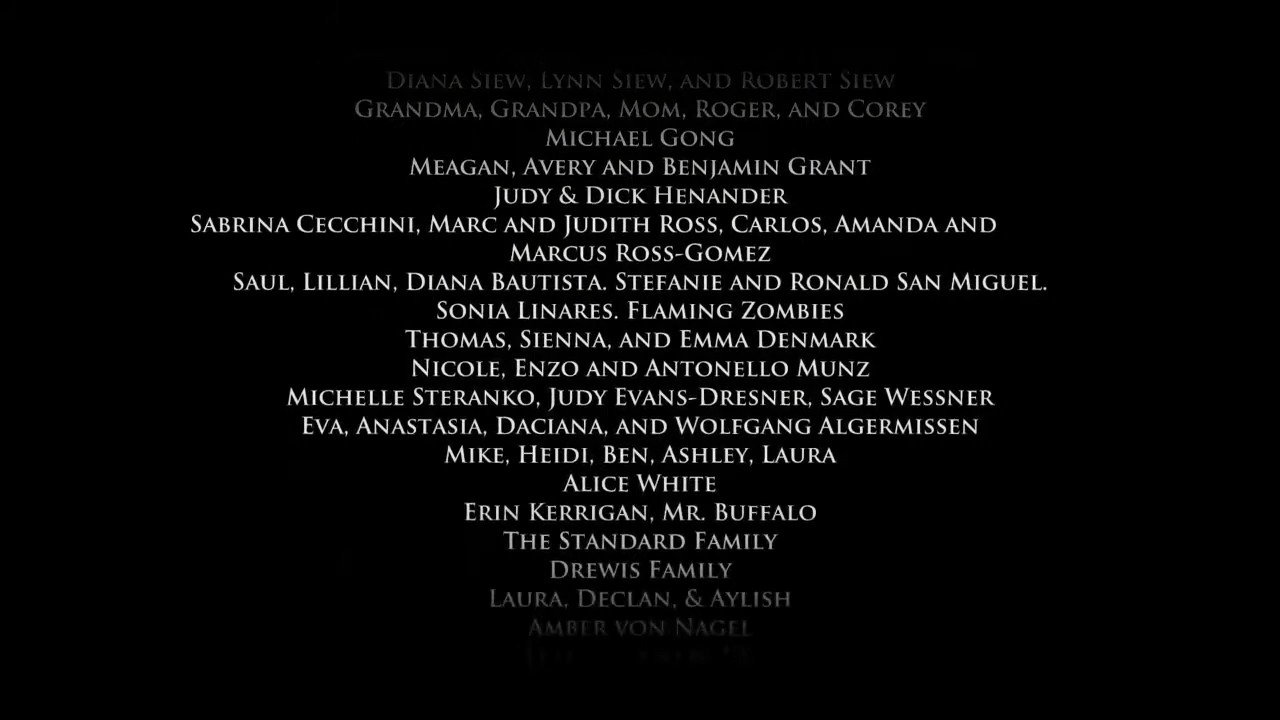 Diana Siew, Lynn Siew, and Robert Siew
Grandma, Grandpa, Mom, Roger, and Corey
Michael Gong
Meagan, Avery and Benjamin Grant
Judy & Dick Henander
Sabrina Cecchini, Marc and Judith Ross, Carlos, Amanda and
Marcus Ross-Gomez
Saul, Lillian, Diana Bautista. Stefanie and Ronald San Miguel.
Sonia Linares. Flaming Zombies
Thomas, Sienna, and Emma Denmark
Nicole, Enzo and Antonello Munz
Michelle Steranko, Judy Evans-Dresner, Sage Wessner
Eva, Anastasia, Daciana, and Wolfgang Algermissen
Mike, Heidi, Ben, Ashley, Laura
Alice White
Erin Kerrigan, Mr. Buffalo
The Standard Family
Drewis Family
Laura, Declan, & Aylish
Amber von Nagel